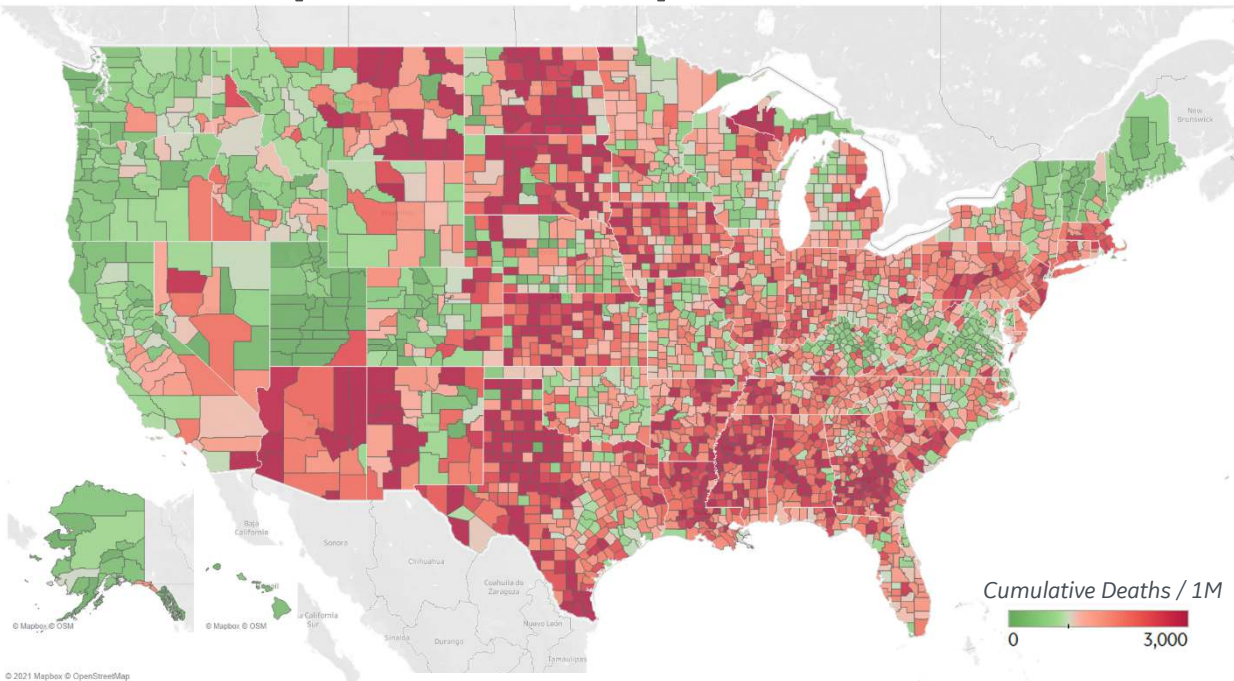 New
Brunswick
Baja
California
Sonora
Chihuahua
Coahuila de
Zaragoza
a California
Sur
Sinaloa
Durango
Nuevo León
Tamaulipas
© Mapbox © OSM
© Mapbox © OSM
Cumulative Deaths / 1M
0
3,000
© 2021 Mapbox © OpenStreetMap